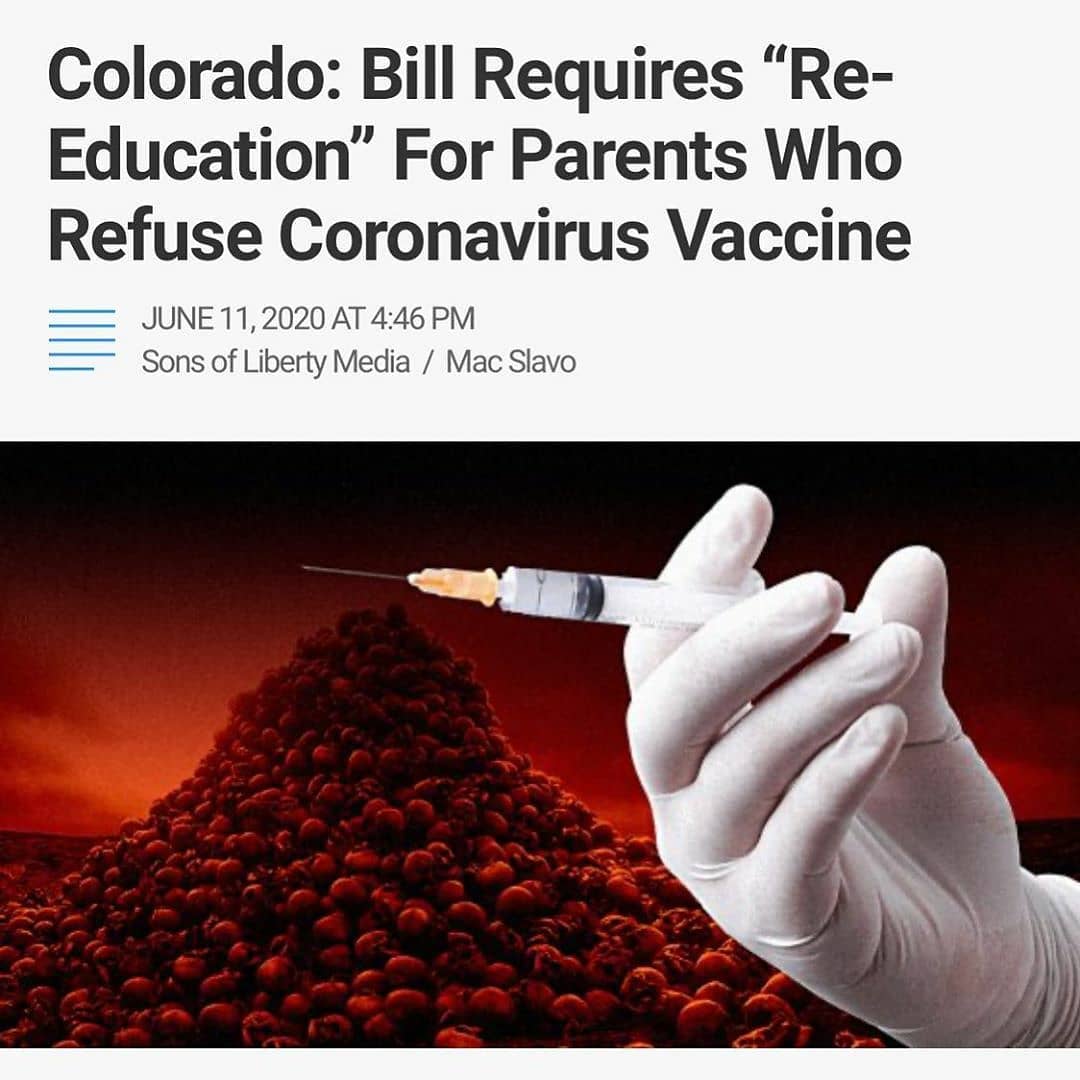 Colorado: Bill Requires “Re-
Education” For Parents Who
Refuse Coronavirus Vaccine
JUNE 11, 2020 AT 4:46 PM
Sons of Liberty Media / Mac Slavo